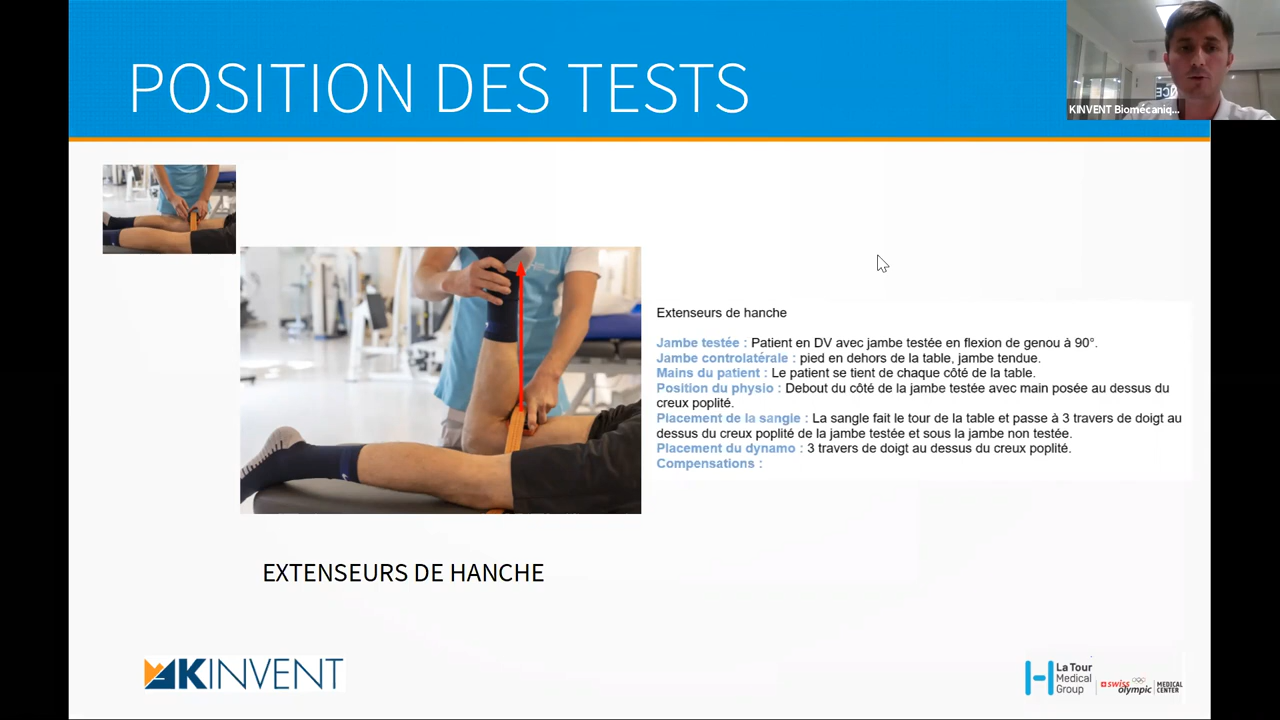 POSITION DES TESTS
KINVENT Biomécaniq...
Extenseurs de hanche
Jambe testée : Patient en DV avec jambe testée en flexion de genou à 90°.
Jambe controlatérale : pied en dehors de la table, jambe tendue.
Mains du patient : Le patient se tient de chaque côté de la table.
Position du physio : Debout du côté de la jambe testée avec main posée au dessus du
creux poplité.
Placement de la sangle : La sangle fait le tour de la table et passe à 3 travers de doigt au
dessus du creux poplité de la jambe testée et sous la jambe non testée.
Placement du dynamo : 3 travers de doigt au dessus du creux poplité.
Compensations :
EXTENSEURS DE HANCHE
KINVENT
La Tour
Medical
Group
swiss
olympic
MEDICAL
CENTER